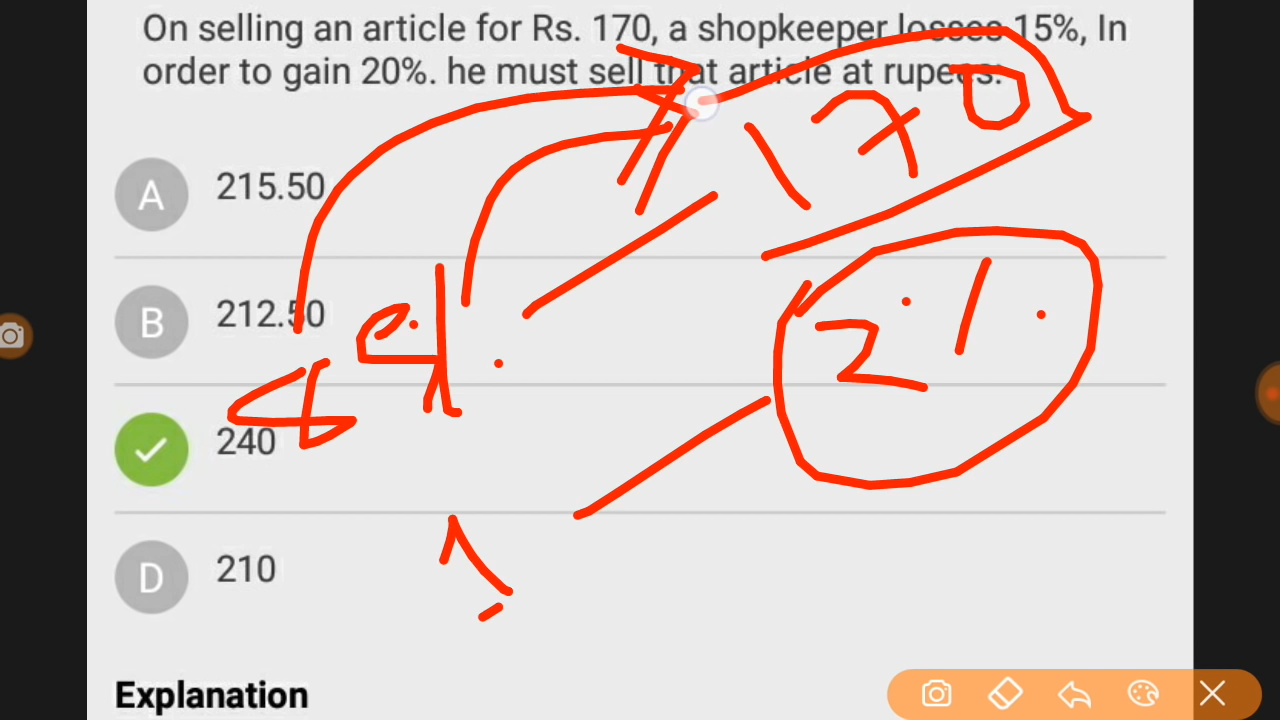 On selling an article for Rs. 170, a shopkeeper losses 15%, In
order to gain 20%. he must sell that article at rupees:
170
A 215.50
B 212.50
240
D 210
Explanation